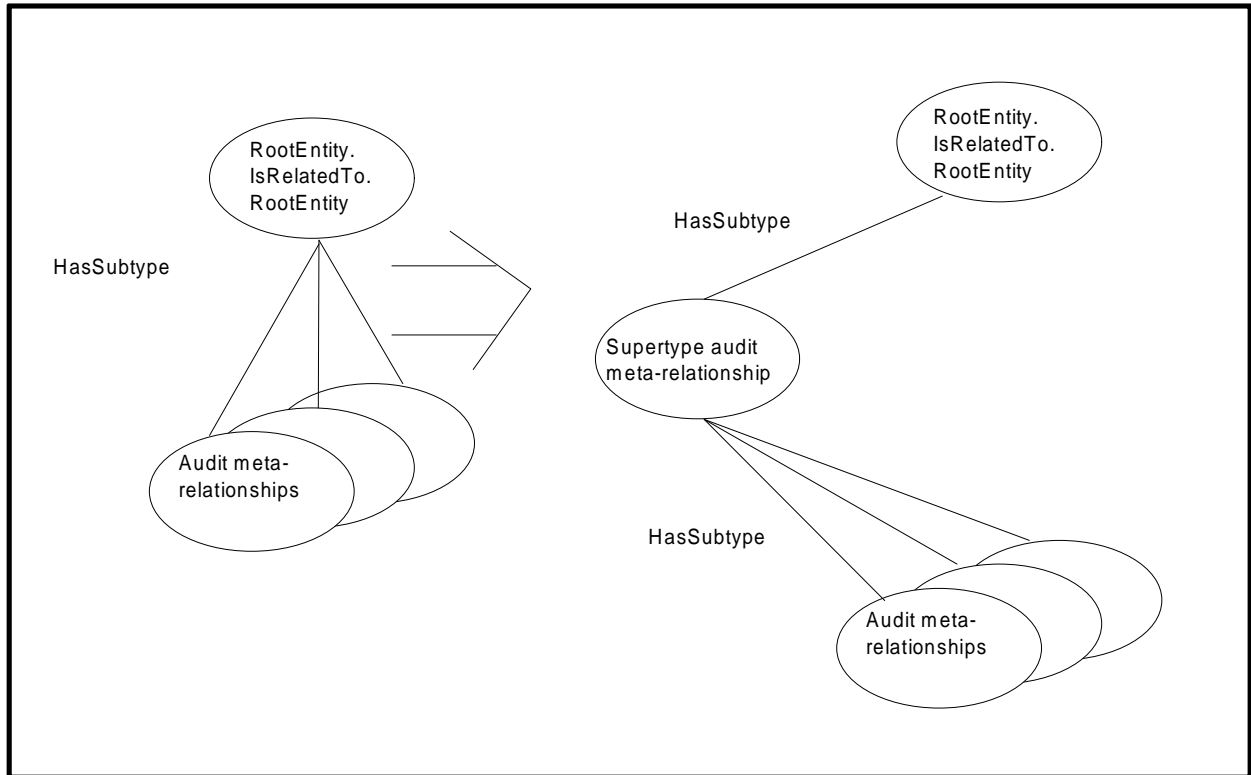 RootEntity.
IsRelatedTo.
RootEntity
HasSubtype
Audit meta-
relationships
RootEntity.
IsRelatedTo.
RootEntity
HasSubtype
Supertype audit
meta-relationship
HasSubtype
Audit meta-
relationships